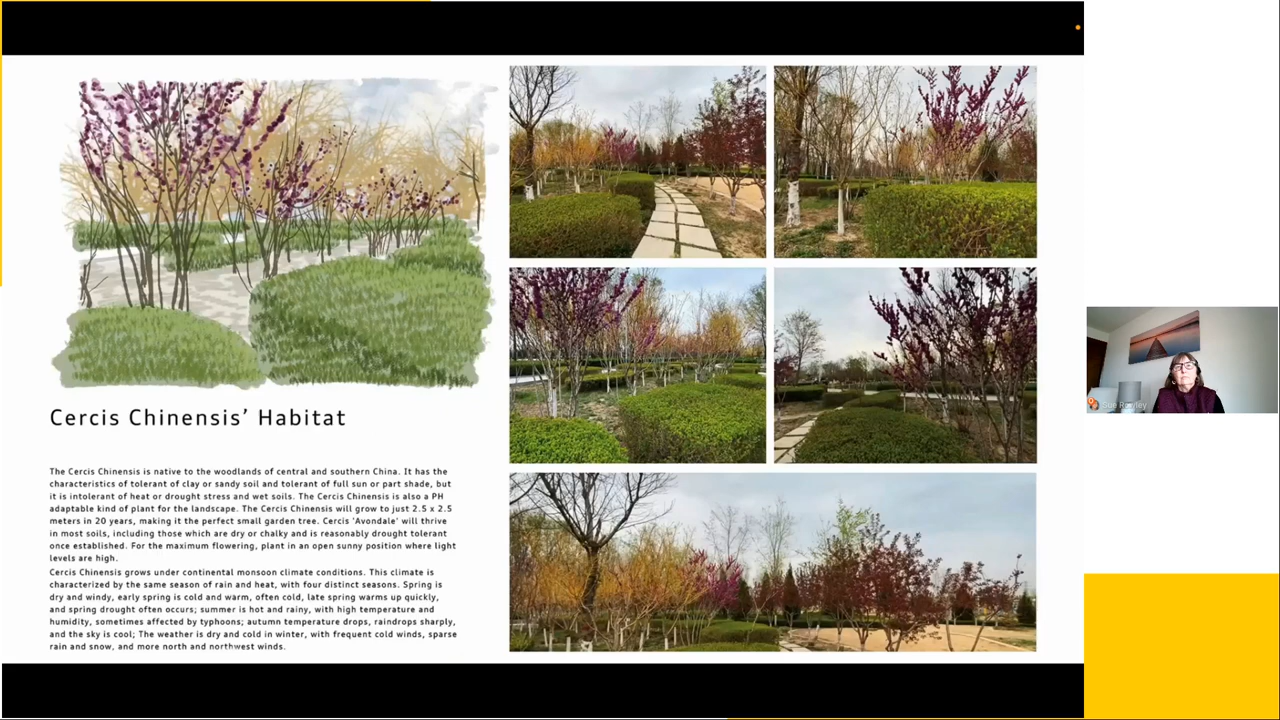 Cercis Chinensis’ Habitat
The Cercis Chinensis is native to the woodlands of central and southern China. It has the
characteristics of tolerant of clay or sandy soil and tolerant of full sun or part shade, but
it is intolerant of heat or drought stress and wet soils. The Cercis Chinensis is also a PH
adaptable kind of plant for the landscape. The Cercis Chinensis will grow to just 2.5 x 2.5
meters in 20 years, making it the perfect small garden tree. Cercis 'Avondale' will thrive
in most soils, including those which are dry or chalky and is reasonably drought tolerant
once established. For the maximum flowering, plant in an open sunny position where light
levels are high.
Cercis Chinensis grows under continental monsoon climate conditions. This climate is
characterized by the same season of rain and heat, with four distinct seasons. Spring is
dry and windy, early spring is cold and warm, often cold, late spring warms up quickly,
and spring drought often occurs; summer is hot and rainy, with high temperature and
humidity, sometimes affected by typhoons; autumn temperature drops, raindrops sharply,
and the sky is cool; The weather is dry and cold in winter, with frequent cold winds, sparse
rain and snow, and more north and northwest winds.
Sue Rowley